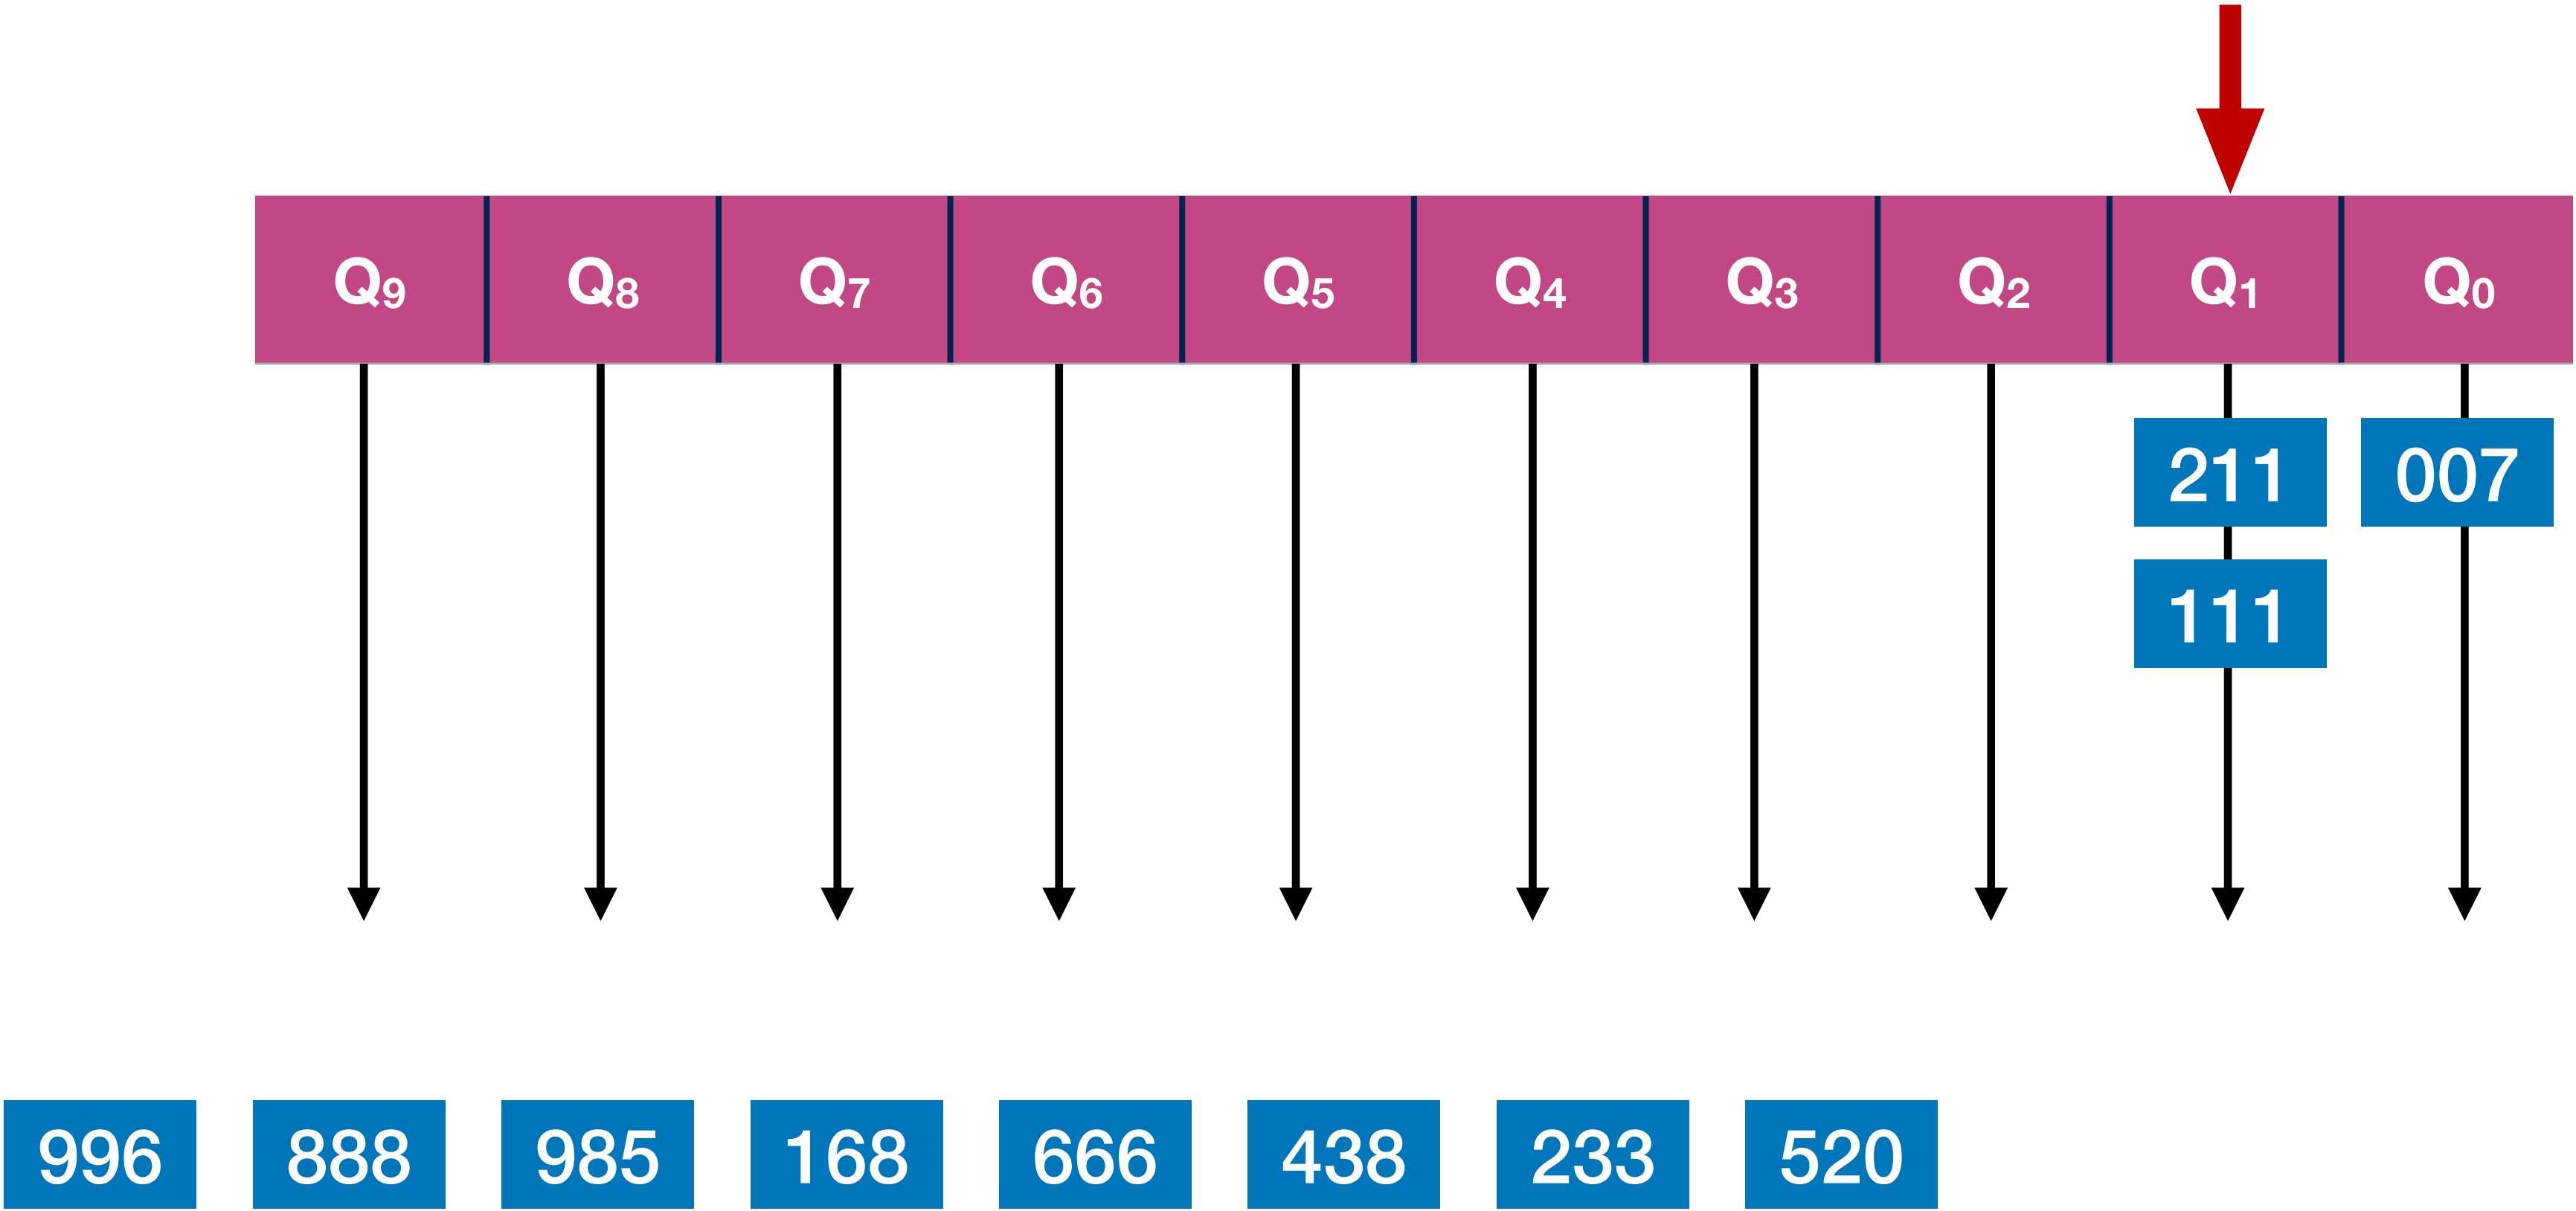 Q₉ Q₈ Q₇ Q₆ Q₅ Q₄ Q₃ Q₂ Q₁ Q₀
211 007
111
996 888 985 168 666 438 233 520